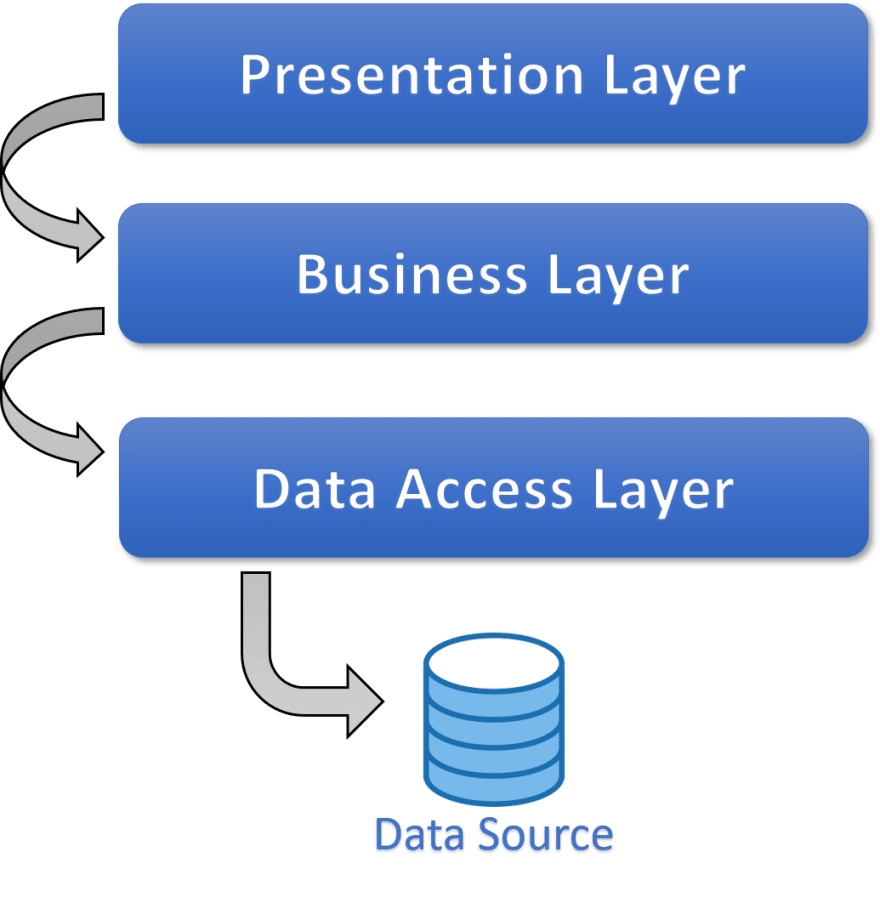 Presentation Layer
Business Layer
Data Access Layer
Data Source